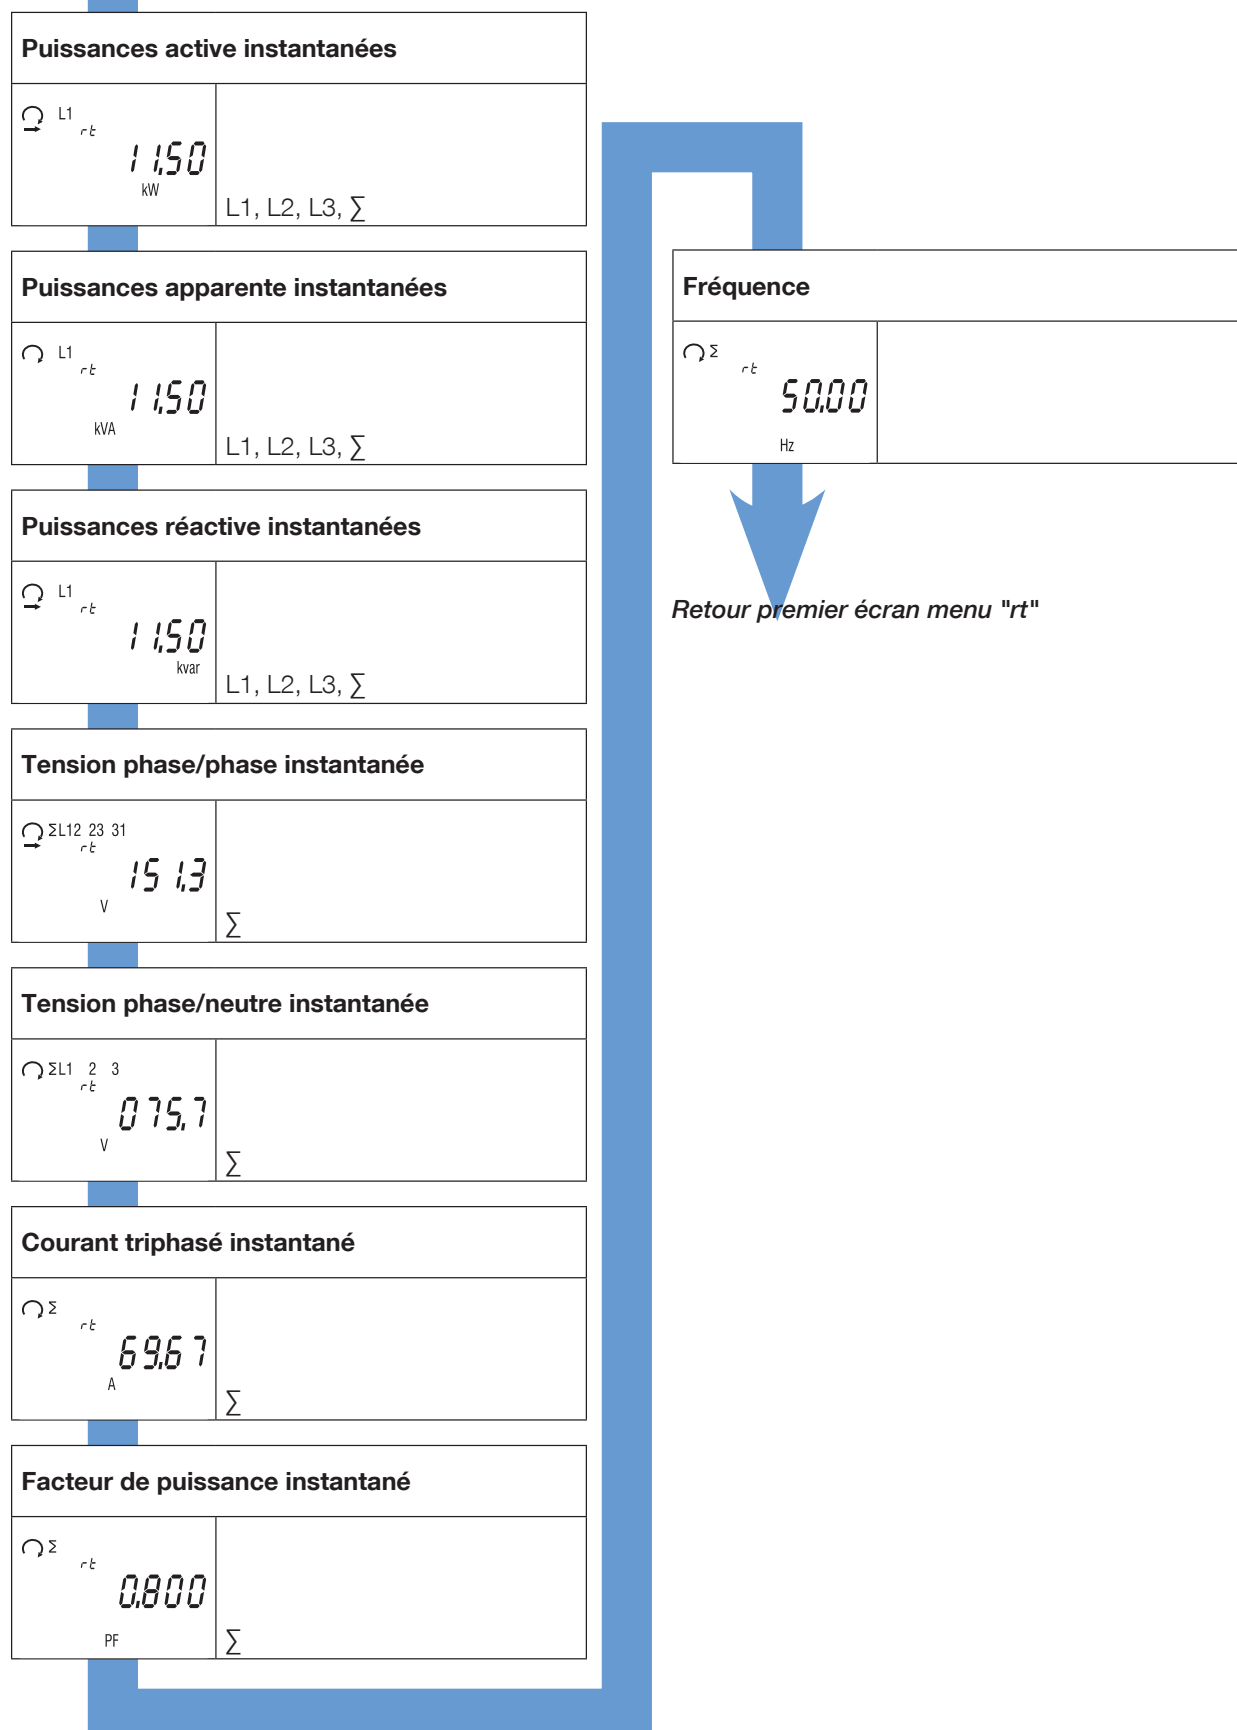 Puissances active instantanées
L1
rt
11,50
kW
L1, L2, L3, ∑
Puissances apparente instantanées
L1
rt
11,50
kVA
L1, L2, L3, ∑
Puissances réactive instantanées
L1
rt
11,50
kvar
L1, L2, L3, ∑
Tension phase/phase instantanée
ΣL12 23 31
rt
151,3
V
∑
Tension phase/neutre instantanée
ΣL1 2 3
rt
075,7
V
∑
Courant triphasé instantané
Σ
rt
69,67
A
∑
Facteur de puissance instantané
Σ
rt
0,800
PF
∑
Fréquence
Σ
rt
50,00
Hz
Retour premier écran menu "rt"